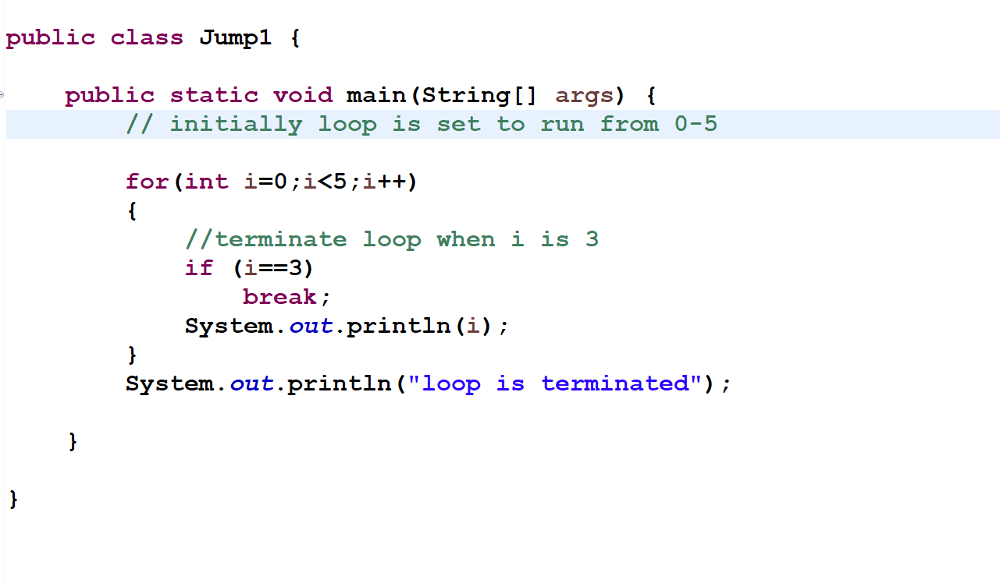 public class Jump1 {
public static void main(String[] args) {
// initially loop is set to run from 0-5
for(int i=0;i<5;i++)
{
//terminate loop when i is 3
if (i==3)
break;
System.out.println(i);
}
System.out.println("loop is terminated");
}
}